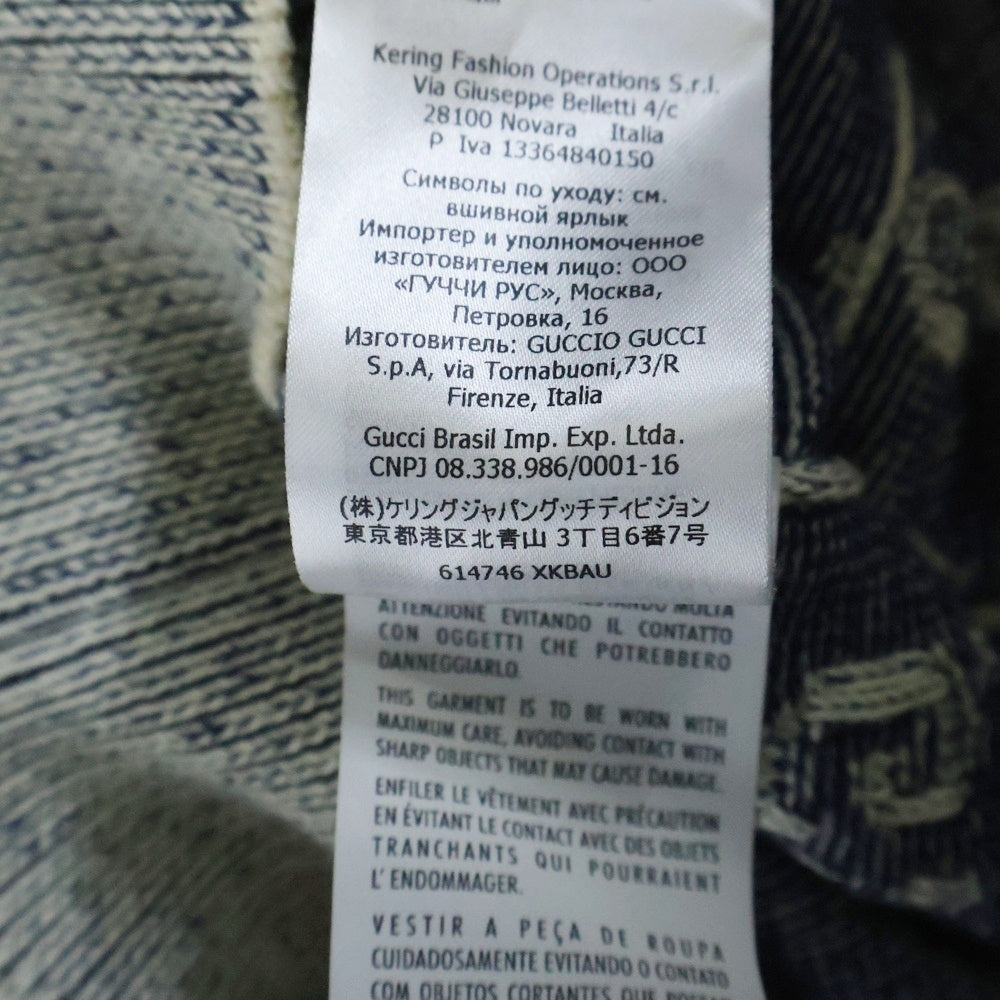 Kering Fashion Operations S.r.l.
Via Giuseppe Belletti 4/c
28100 Novara Italia
P Iva 13364840150
Символы по уходу: см.
вшивной ярлык
Импортер и уполномоченное
изготовителем лицо: ООО
«ГУЧЧИ РУС», Москва,
Петровка, 16
Изготовитель: GUCCIO GUCCI
S.p.A, via Tornabuoni,73/R
Firenze, Italia
Gucci Brasil Imp. Exp. Ltda.
CNPJ 08.338.986/0001-16
(株)ケリングジャパングッチディビジョン
東京都港区北青山 3丁目6番7号
614746 XKBAU
MOLTA
ATTENZIONE EVITANDO IL CONTATTO
CON OGGETTI CHE POTREBBERO
DANNEGGIARLO.
THIS GARMENT IS TO BE WORN WITH
MAXIMUM CARE, AVOIDING CONTACT WITH
SHARP OBJECTS THAT MAY CAUSE DAMAGE.
ENFILER LE VÊTEMENT AVEC PRÉCAUTION
EN ÉVITANT LE CONTACT AVEC DES OBJETS
TRANCHANTS QUI POURRAIENT
L'ENDOMMAGER.
VESTIR A PEÇA DE ROUPA
CUIDADOSAMENTE EVITANDO O CONTATO
COM OBJETOS CORTANTES QUE